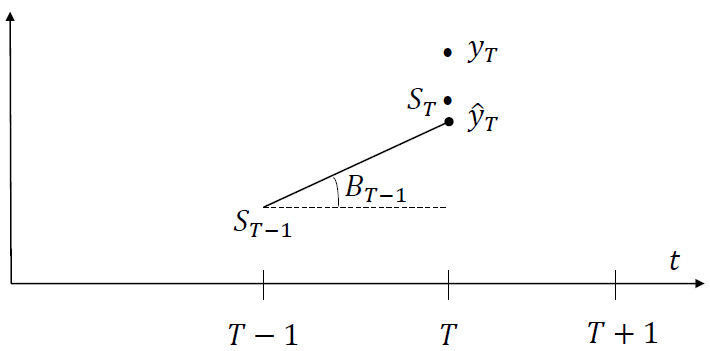 y_T
S_T
ŷ_T
B_{T−1}
S_{T−1}
t
T − 1
T
T + 1